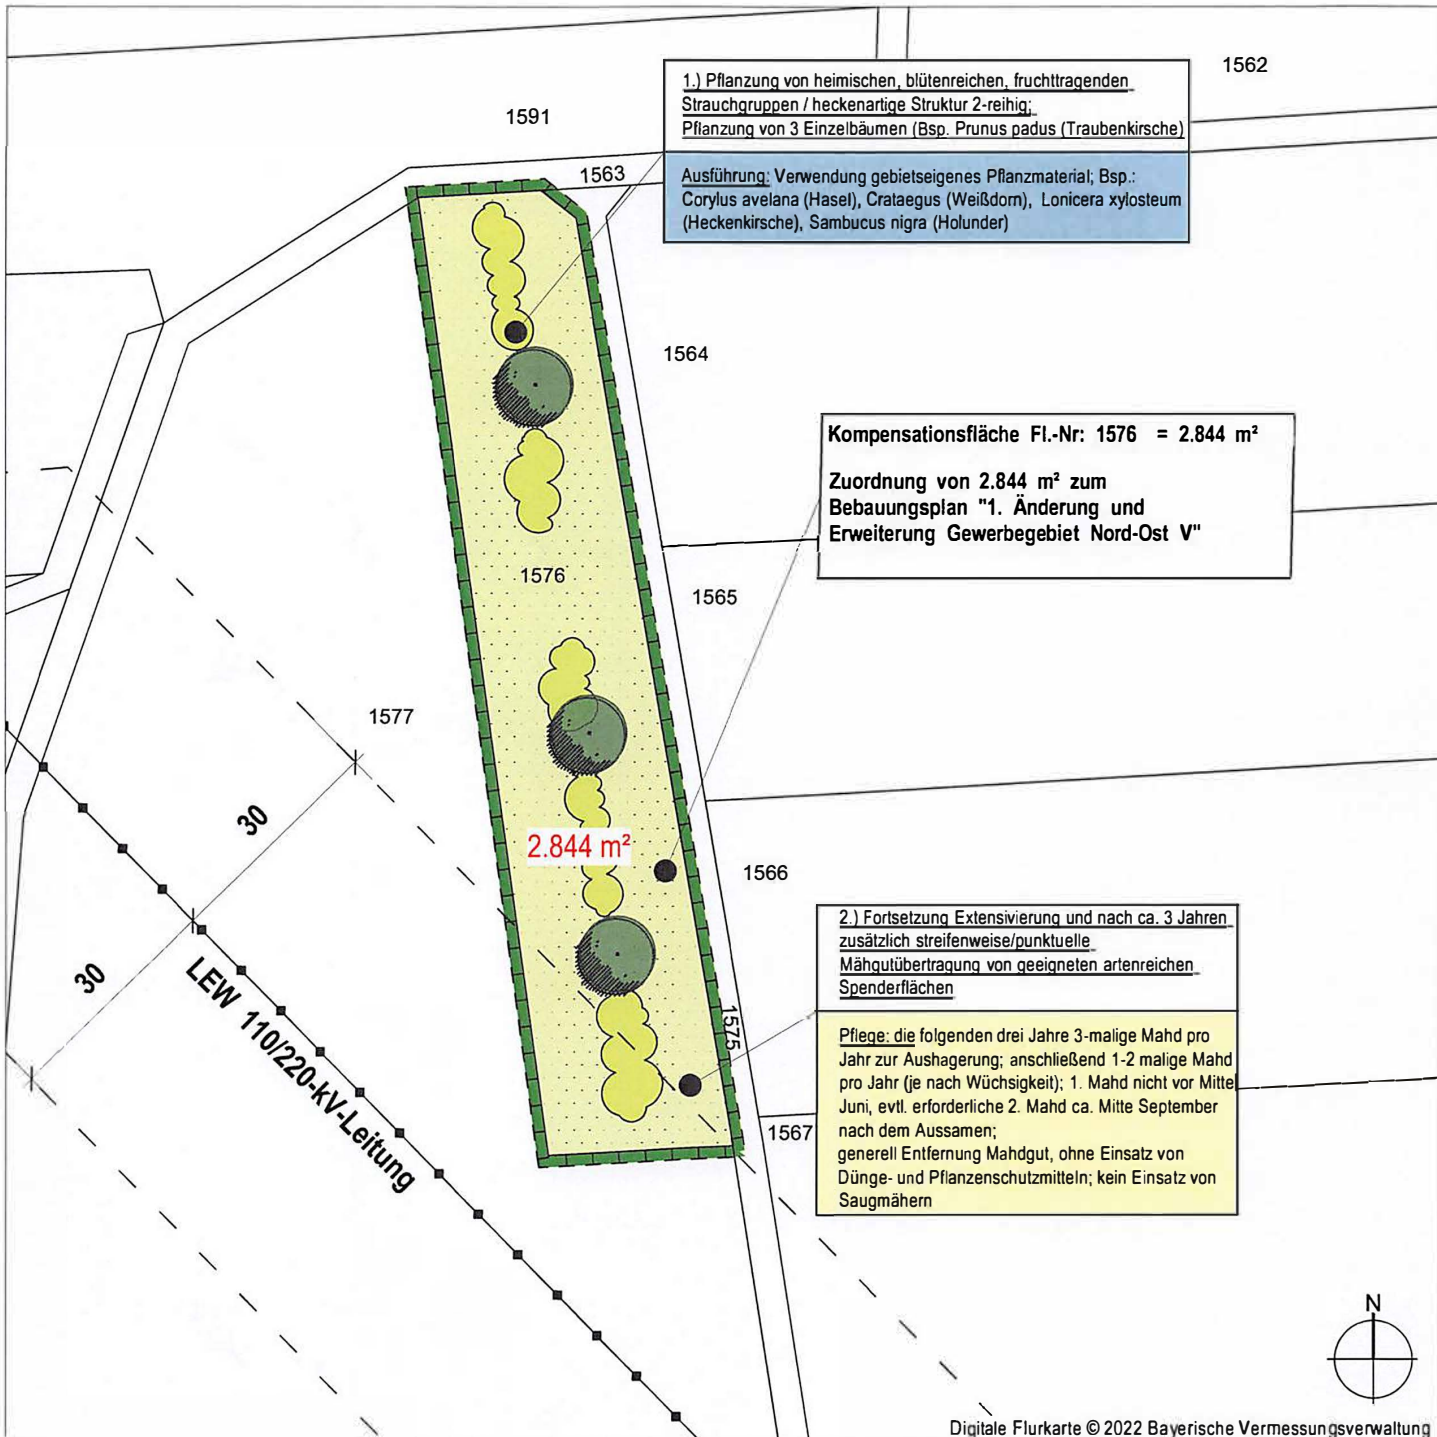 1562
1591
1.) Pflanzung von heimischen, blütenreichen, fruchttragenden
Strauchgruppen / heckenartige Struktur 2-reihig;
Pflanzung von 3 Einzelbäumen (Bsp. Prunus padus (Traubenkirsche)
1563
Ausführung: Verwendung gebietseigenes Pflanzmaterial; Bsp.:
Corylus avelana (Hasel), Crataegus (Weißdorn), Lonicera xylosteum
(Heckenkirsche), Sambucus nigra (Holunder)
1564
Kompensationsfläche Fl.-Nr: 1576 = 2.844 m²
Zuordnung von 2.844 m² zum
Bebauungsplan "1. Änderung und
Erweiterung Gewerbegebiet Nord-Ost V"
1576
1565
1577
30
2.844 m²
1566
30
LEW 110/220-kV-Leitung
2.) Fortsetzung Extensivierung und nach ca. 3 Jahren
zusätzlich streifenweise/punktuelle
Mähgutübertragung von geeigneten artenreichen
Spenderflächen
1575
Pflege: die folgenden drei Jahre 3-malige Mahd pro
Jahr zur Aushagerung; anschließend 1-2 malige Mahd
pro Jahr (je nach Wüchsigkeit); 1. Mahd nicht vor Mitte
Juni, evtl. erforderliche 2. Mahd ca. Mitte September
nach dem Aussamen;
generell Entfernung Mahdgut, ohne Einsatz von
Dünge- und Pflanzenschutzmitteln; kein Einsatz von
Saugmähern
1567
N
Digitale Flurkarte © 2022 Bayerische Vermessungsverwaltung